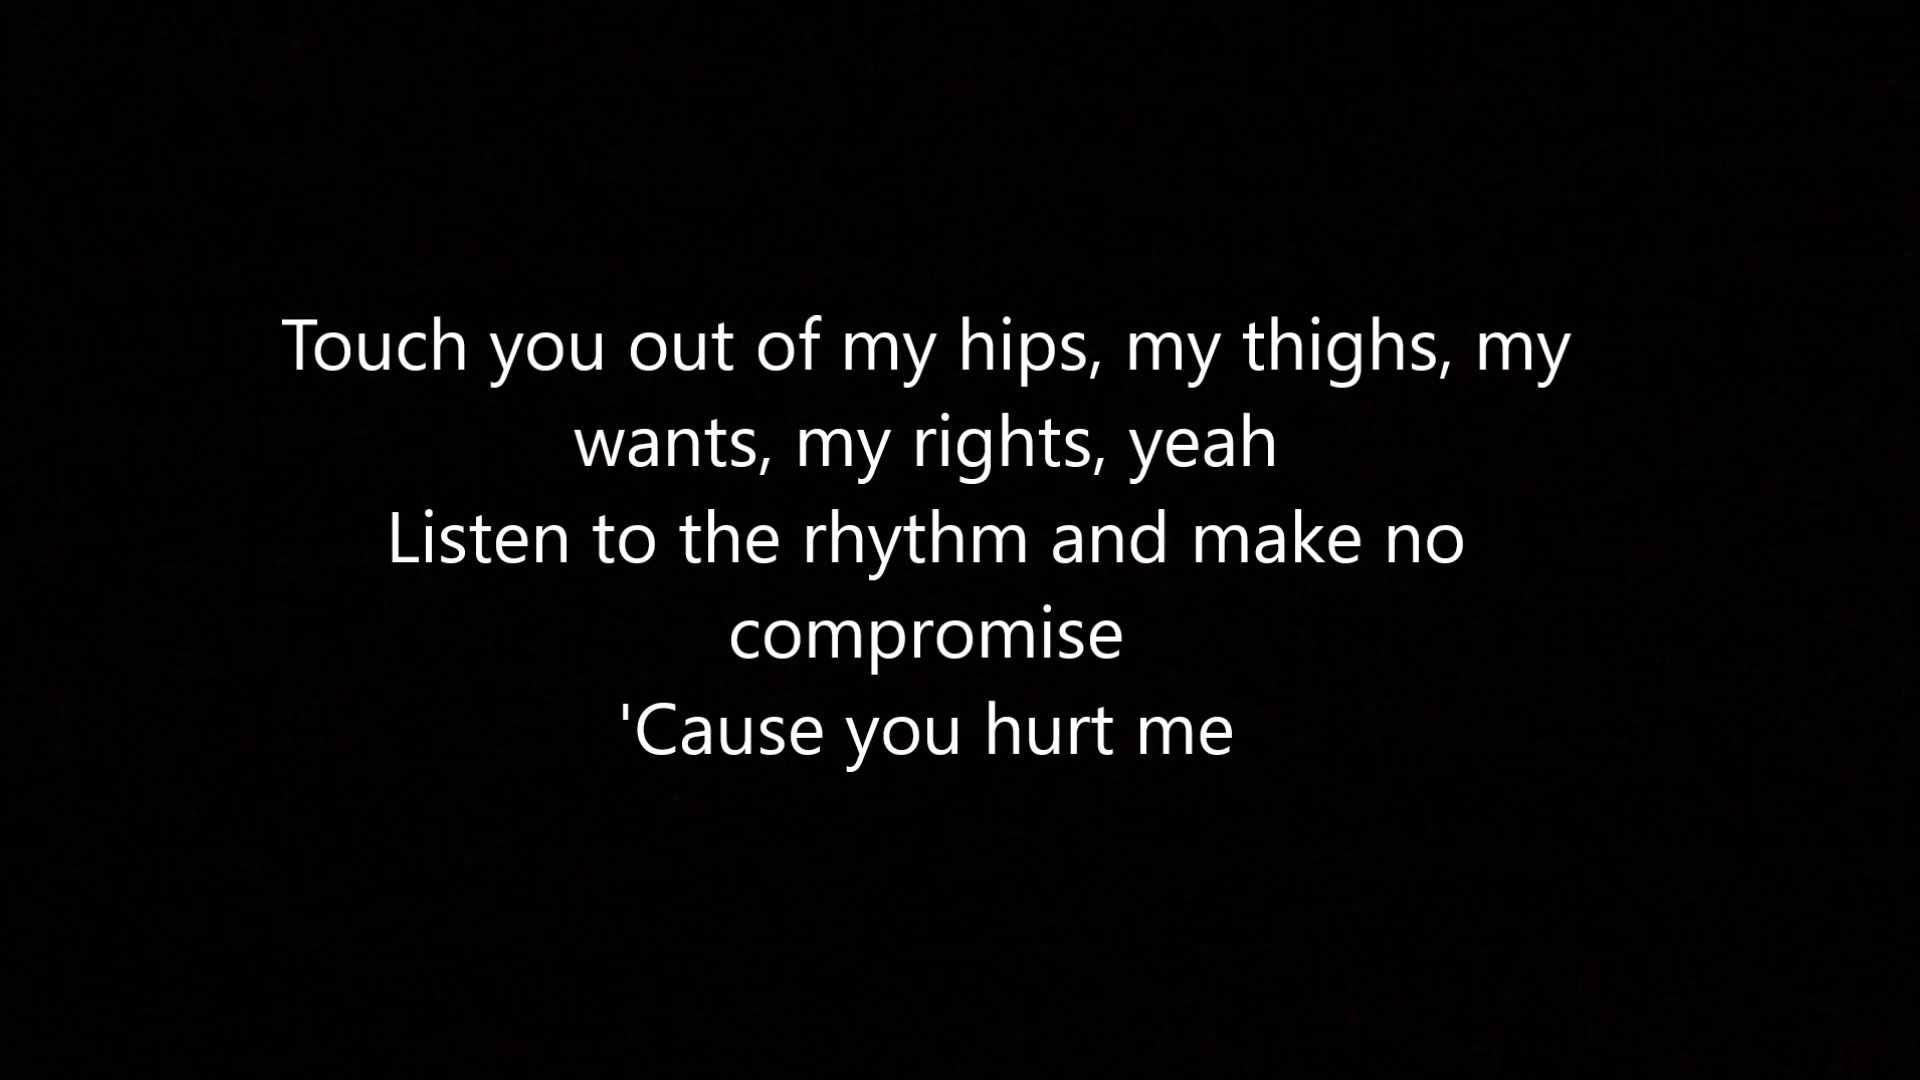 Touch you out of my hips, my thighs, my
wants, my rights, yeah
Listen to the rhythm and make no
compromise
'Cause you hurt me